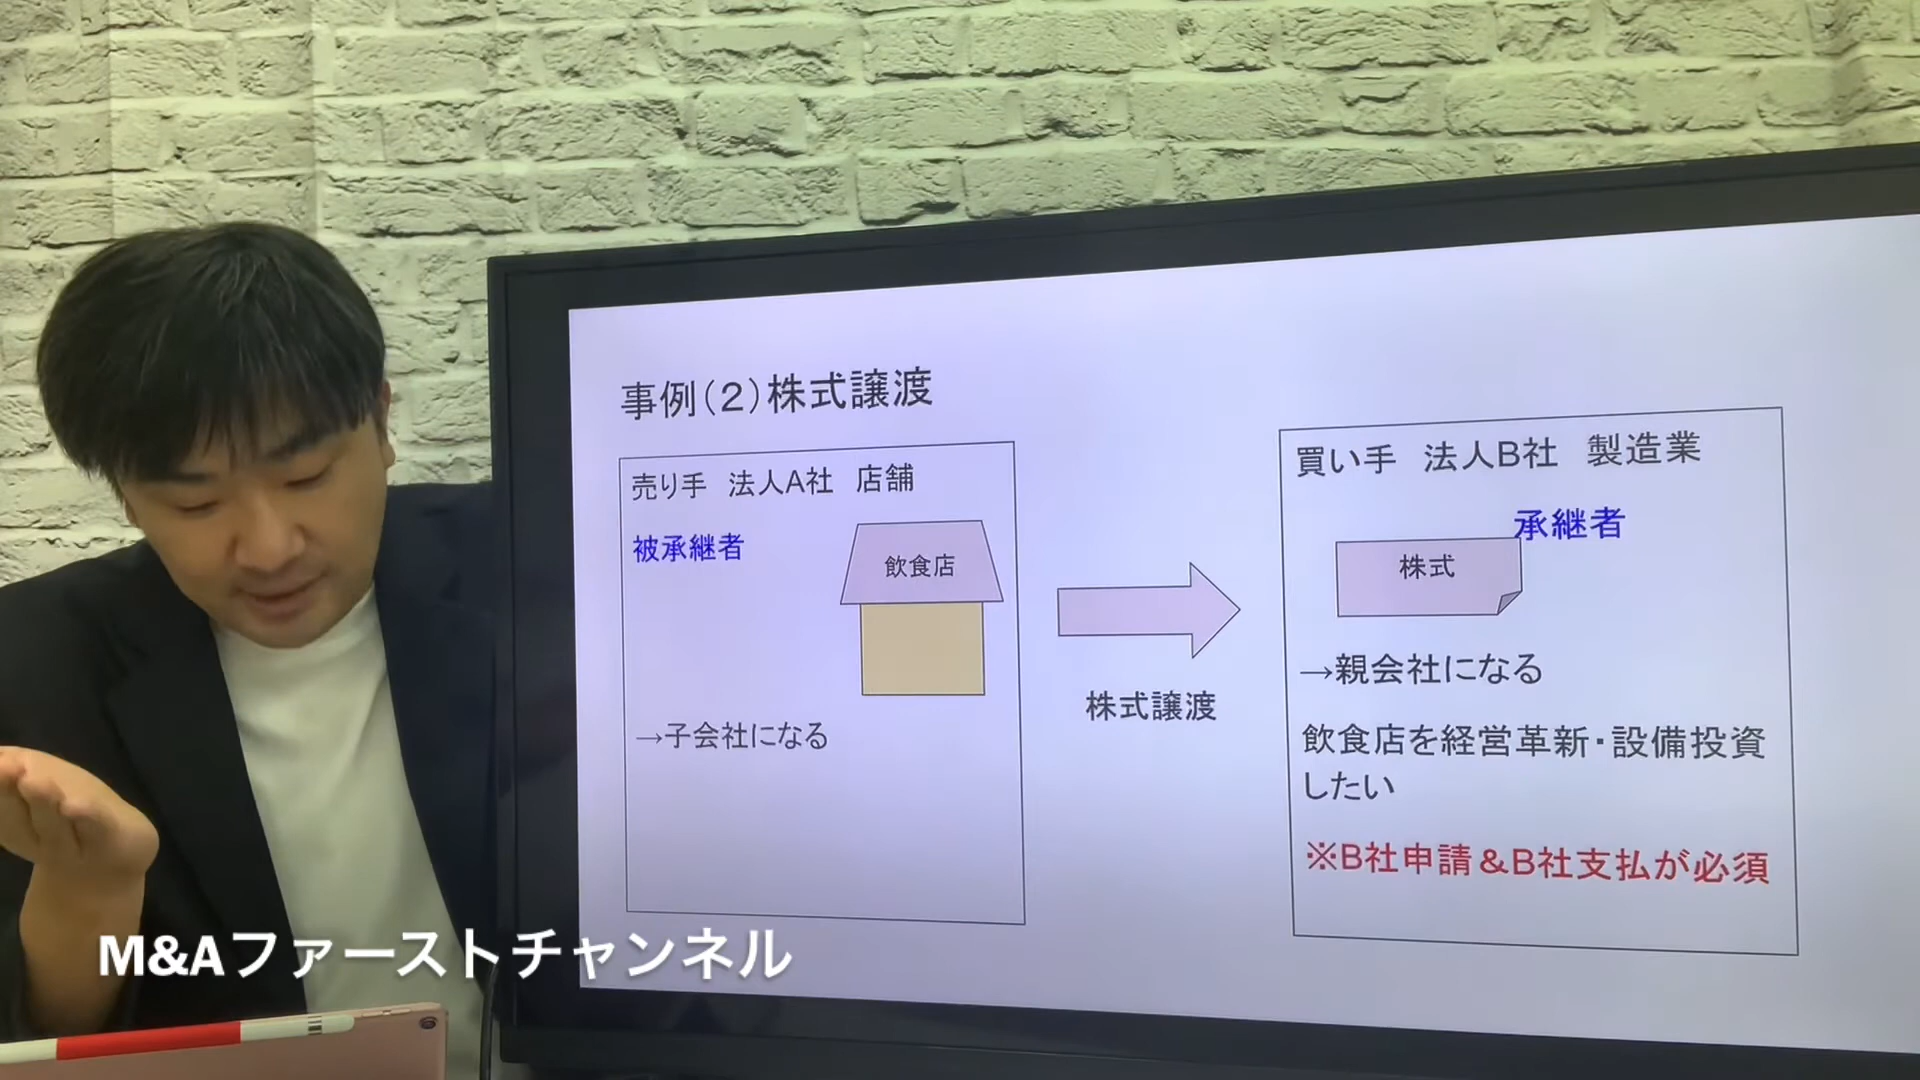 事例（２）株式譲渡
売り手　法人A社　店舗
被承継者
飲食店
→子会社になる
株式譲渡
買い手　法人B社　製造業
承継者
株式
→親会社になる
飲食店を経営革新・設備投資
したい
※B社申請＆B社支払が必須
M&Aファーストチャンネル